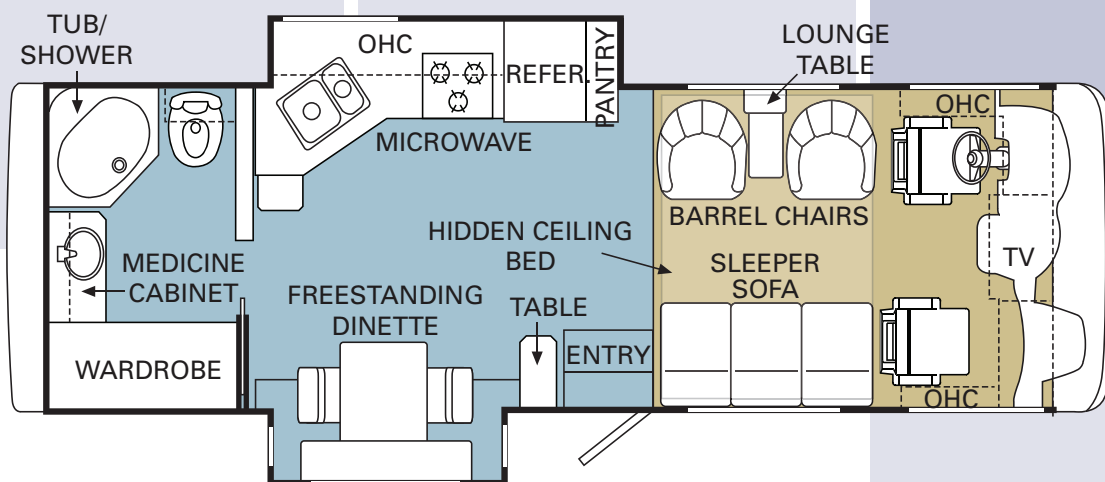 TUB/
SHOWER
OHC
REFER.
PANTRY
MICROWAVE
LOUNGE
TABLE
OHC
BARREL CHAIRS
HIDDEN CEILING
BED
SLEEPER
SOFA
TV
MEDICINE
CABINET
FREESTANDING
DINETTE
TABLE
ENTRY
WARDROBE
OHC